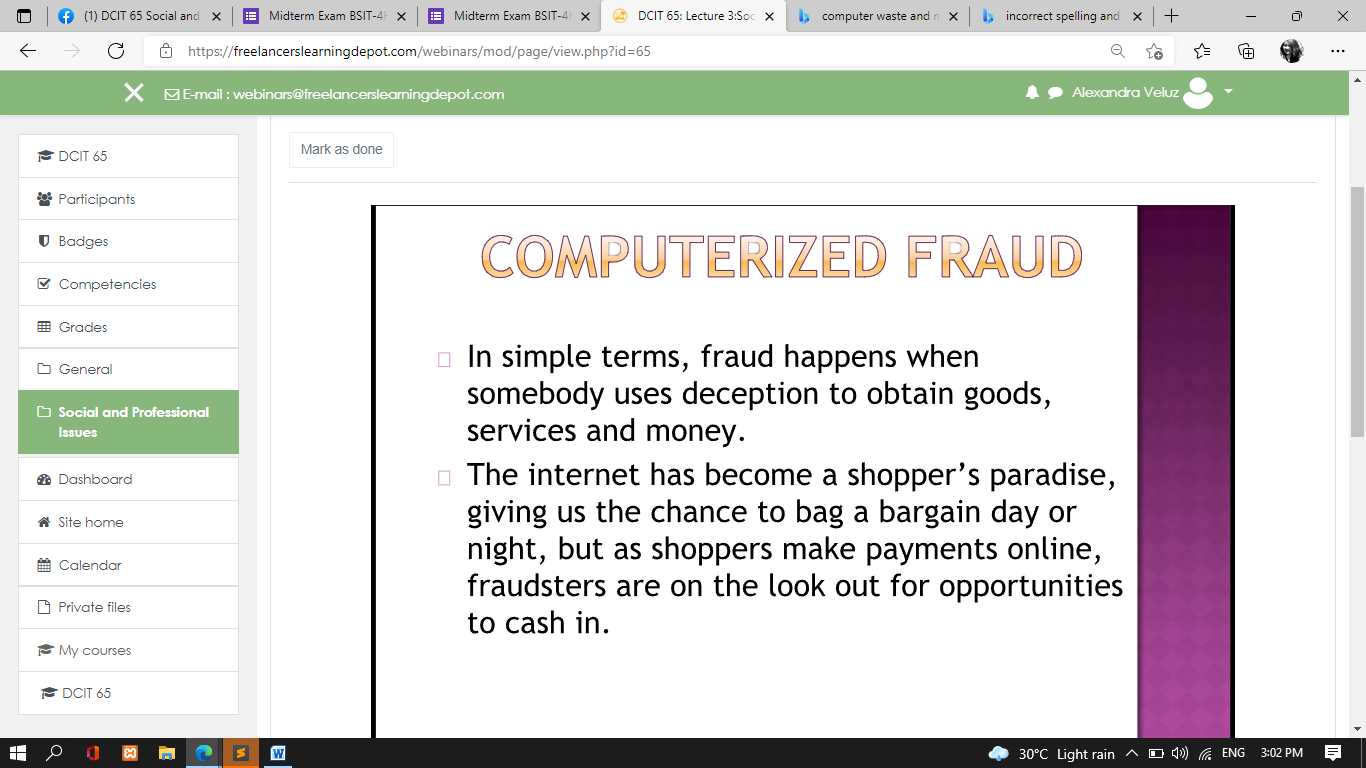 (1) DCIT 65 Social and
Midterm Exam BSIT-4
Midterm Exam BSIT-4
DCIT 65: Lecture 3:Soc
computer waste and
incorrect spelling and
https://freelancerslearningdepot.com/webinars/mod/page/view.php?id=65
E-mail : webinars@freelancerslearningdepot.com
Alexandra Veluz
DCIT 65
Participants
Badges
Competencies
Grades
General
Social and Professional
Issues
Dashboard
Site home
Calendar
Private files
My courses
DCIT 65
Mark as done
COMPUTERIZED FRAUD
In simple terms, fraud happens when
somebody uses deception to obtain goods,
services and money.
The internet has become a shopper’s paradise,
giving us the chance to bag a bargain day or
night, but as shoppers make payments online,
fraudsters are on the look out for opportunities
to cash in.
30°C Light rain
ENG
3:02 PM